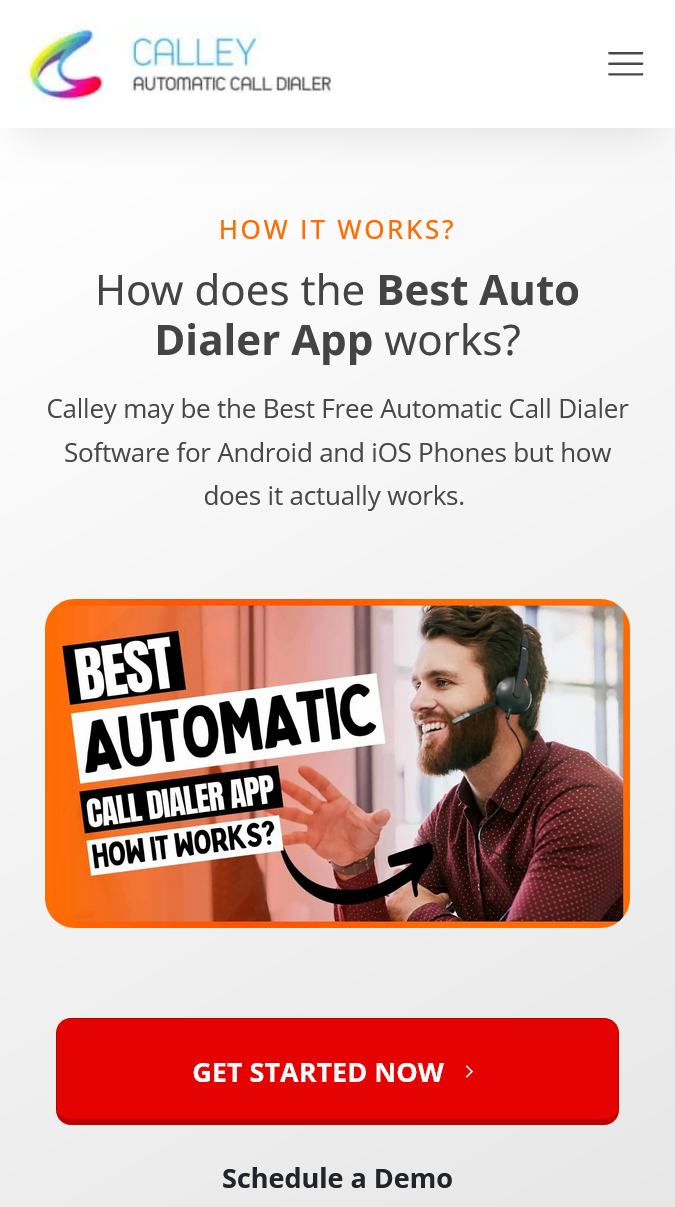 CALLEY
AUTOMATIC CALL DIALER
HOW IT WORKS?
How does the Best Auto
Dialer App works?
Calley may be the Best Free Automatic Call Dialer
Software for Android and iOS Phones but how
does it actually works.
BEST
AUTOMATIC
CALL DIALER APP
HOW IT WORKS?
GET STARTED NOW
Schedule a Demo